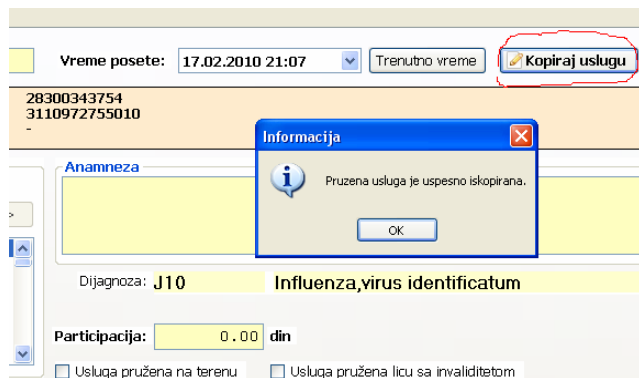 Vreme posete: 17.02.2010 21:07 Trenutno vreme Kopiraj uslugu
28300343754
3110972755010
-
Informacija
Pruzena usluga je uspesno iskopirana.
OK
Anamneza
>
Dijagnoza: J10 Influenza,virus identificatum
Participacija: 0.00 din
Usluga pružena na terenu Usluga pružena licu sa invaliditetom